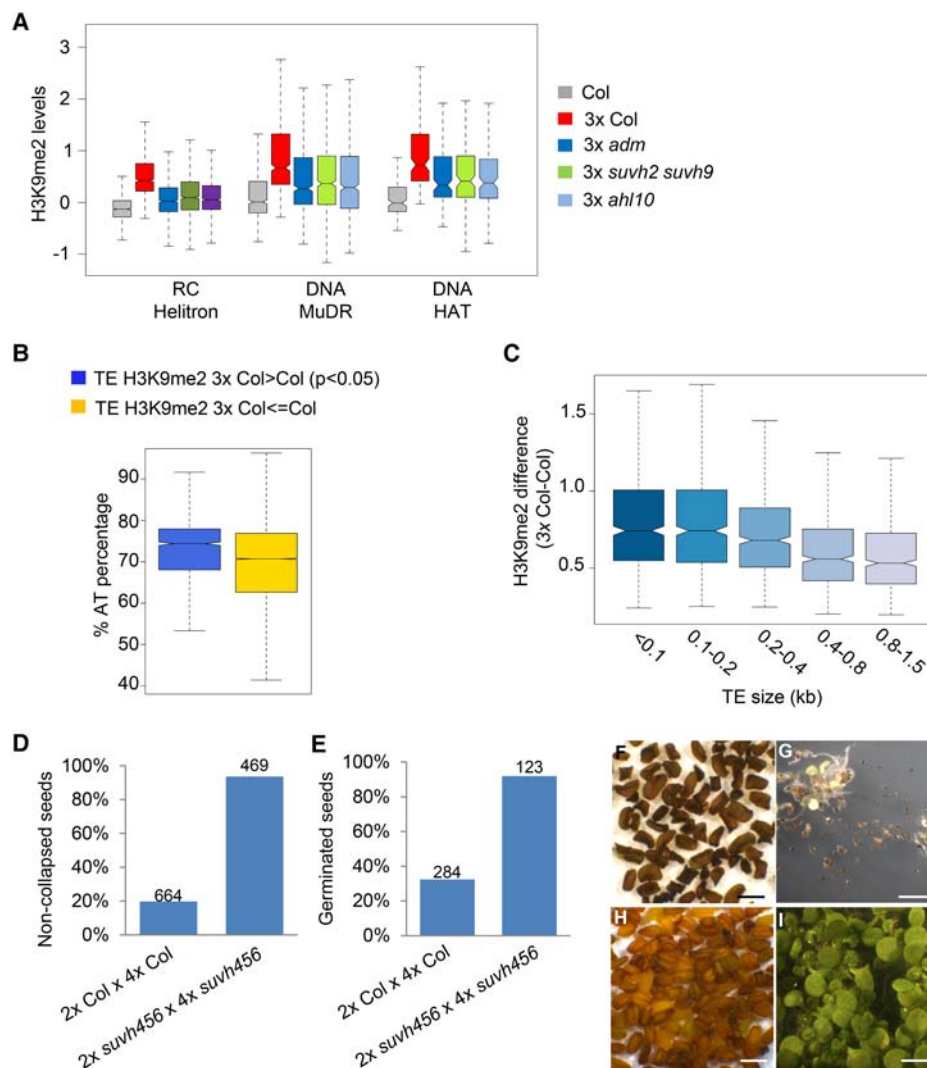 A
H3K9me2 levels
3
2
1
0
-1
RC
Helitron
DNA
MuDR
DNA
HAT
Col
3x Col
3x adm
3x suvh2 suvh9
3x ahl10
B
TE H3K9me2 3x Col>Col (p<0.05)
TE H3K9me2 3x Col<=Col
% AT percentage
90
80
70
60
40
C
H3K9me2 difference
(3x Col-Col)
1.5
1.0
0.5
<0.1
0.1-0.2
0.2-0.4
0.4-0.8
0.8-1.5
TE size (kb)
D
Non-collapsed seeds
100%
80%
60%
40%
20%
0%
664
469
2x Col x 4x Col
2x suvh456 x 4x suvh456
E
Germinated seeds
100%
80%
60%
40%
20%
0%
284
123
2x Col x 4x Col
2x suvh456 x 4x suvh456
F
G
H
I